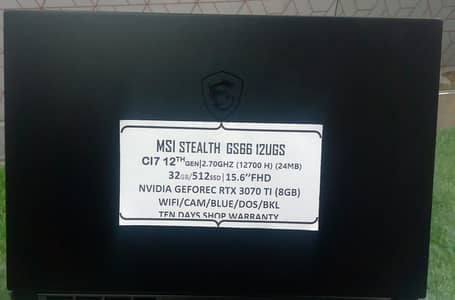 MSI STEALTH GS66 12UGS
CI7 12TH GEN|2.70GHZ (12700 H) (24MB)
32GB/512SSD|15.6’’FHD
NVIDIA GEFOREC RTX 3070 TI (8GB)
WIFI/CAM/BLUE/DOS/BKL
TEN DAYS SHOP WARRANTY